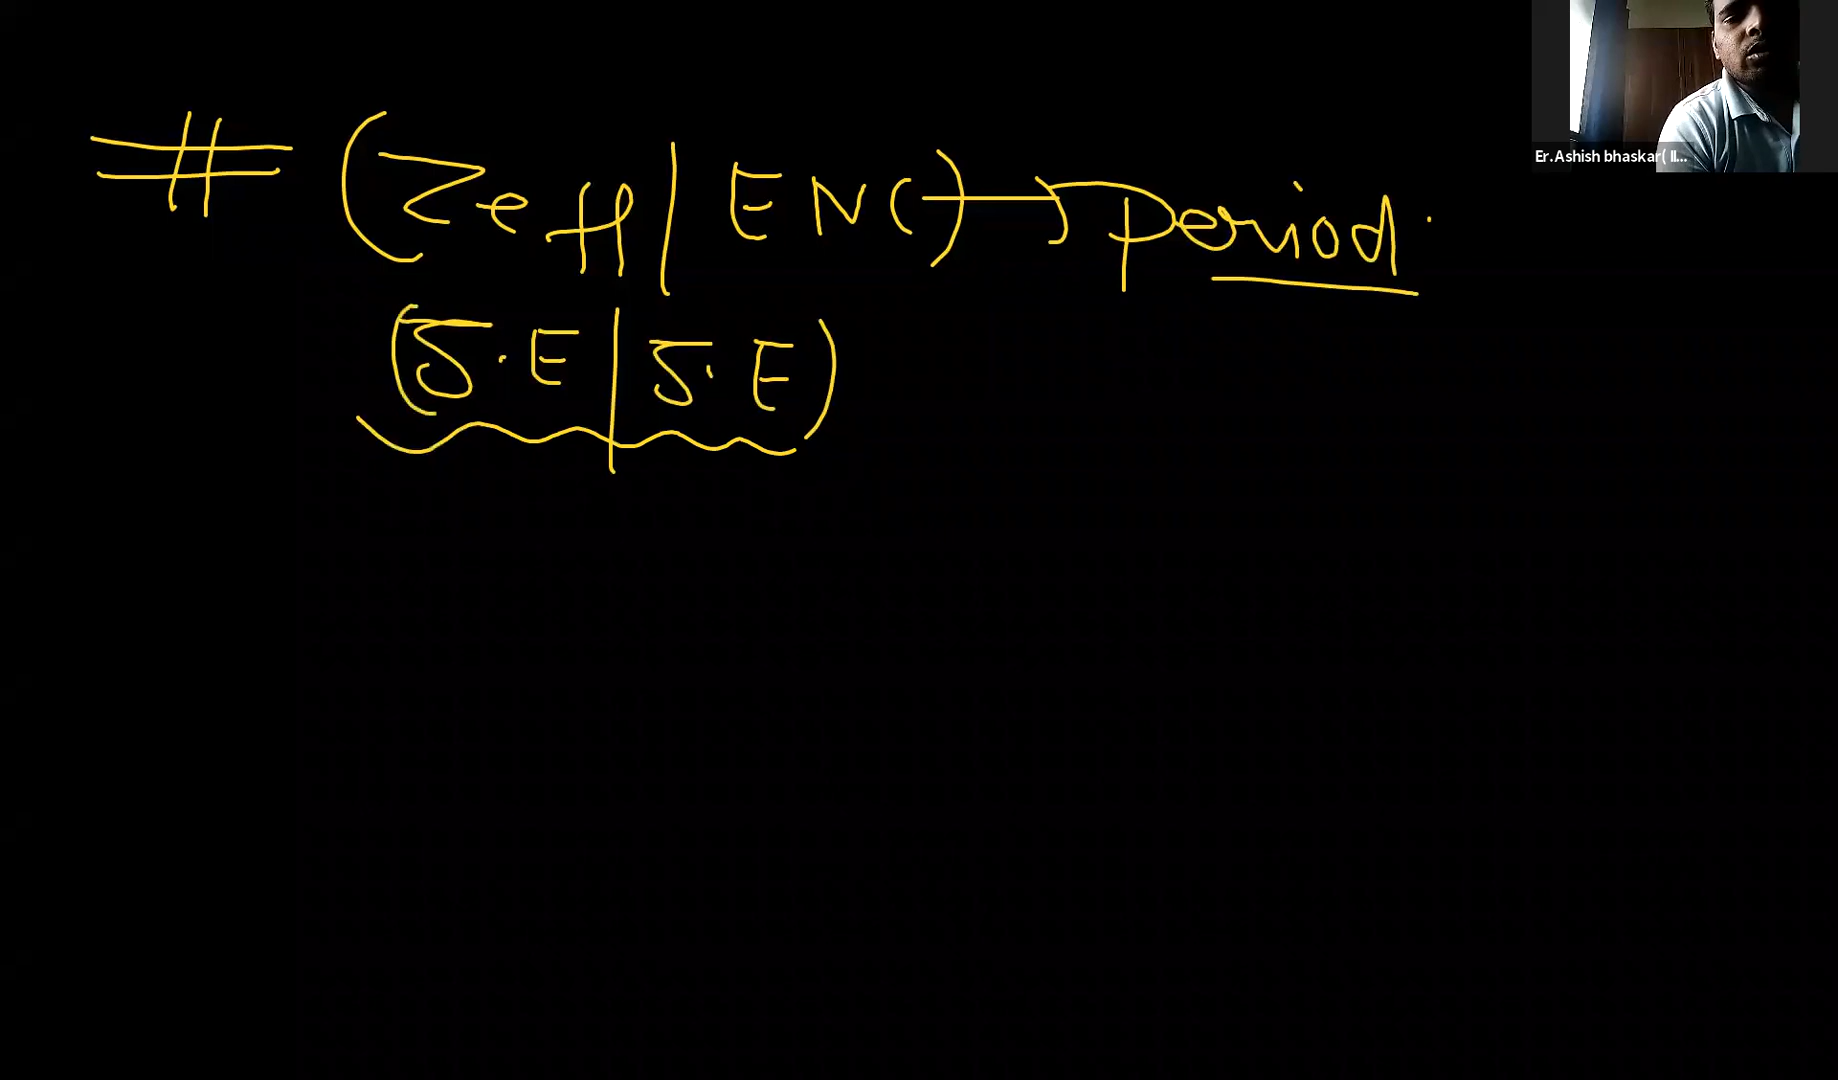 # (Zeff | ENC) → Period.
(S.E | S.E)
Er.Ashish bhaskar( II...